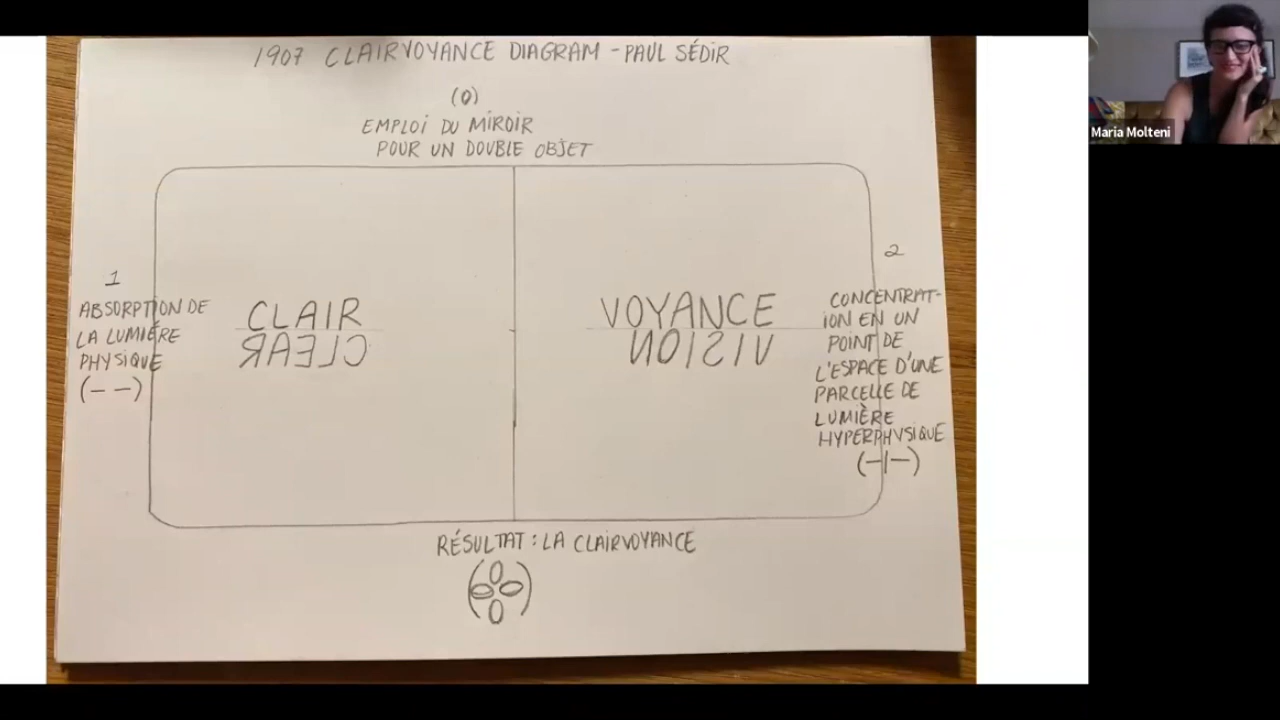 1907 CLAIRVOYANCE DIAGRAM - PAUL SÉDIR
(0)
EMPLOI DU MIROIR
POUR UN DOUBLE OBJET
1
ABSORPTION DE
LA LUMIÉRE
PHYSIQUE
(– –)
CLAIR
CLEAR
VOYANCE
VISION
2
CONCENTRAT-
ION EN UN
POINT DE
L'ESPACE D'UNE
PARCELLE DE
LUMIÈRE
HYPERPHYSIQUE
(–|–)
RÉSULTAT : LA CLAIRVOYANCE
Maria Molteni